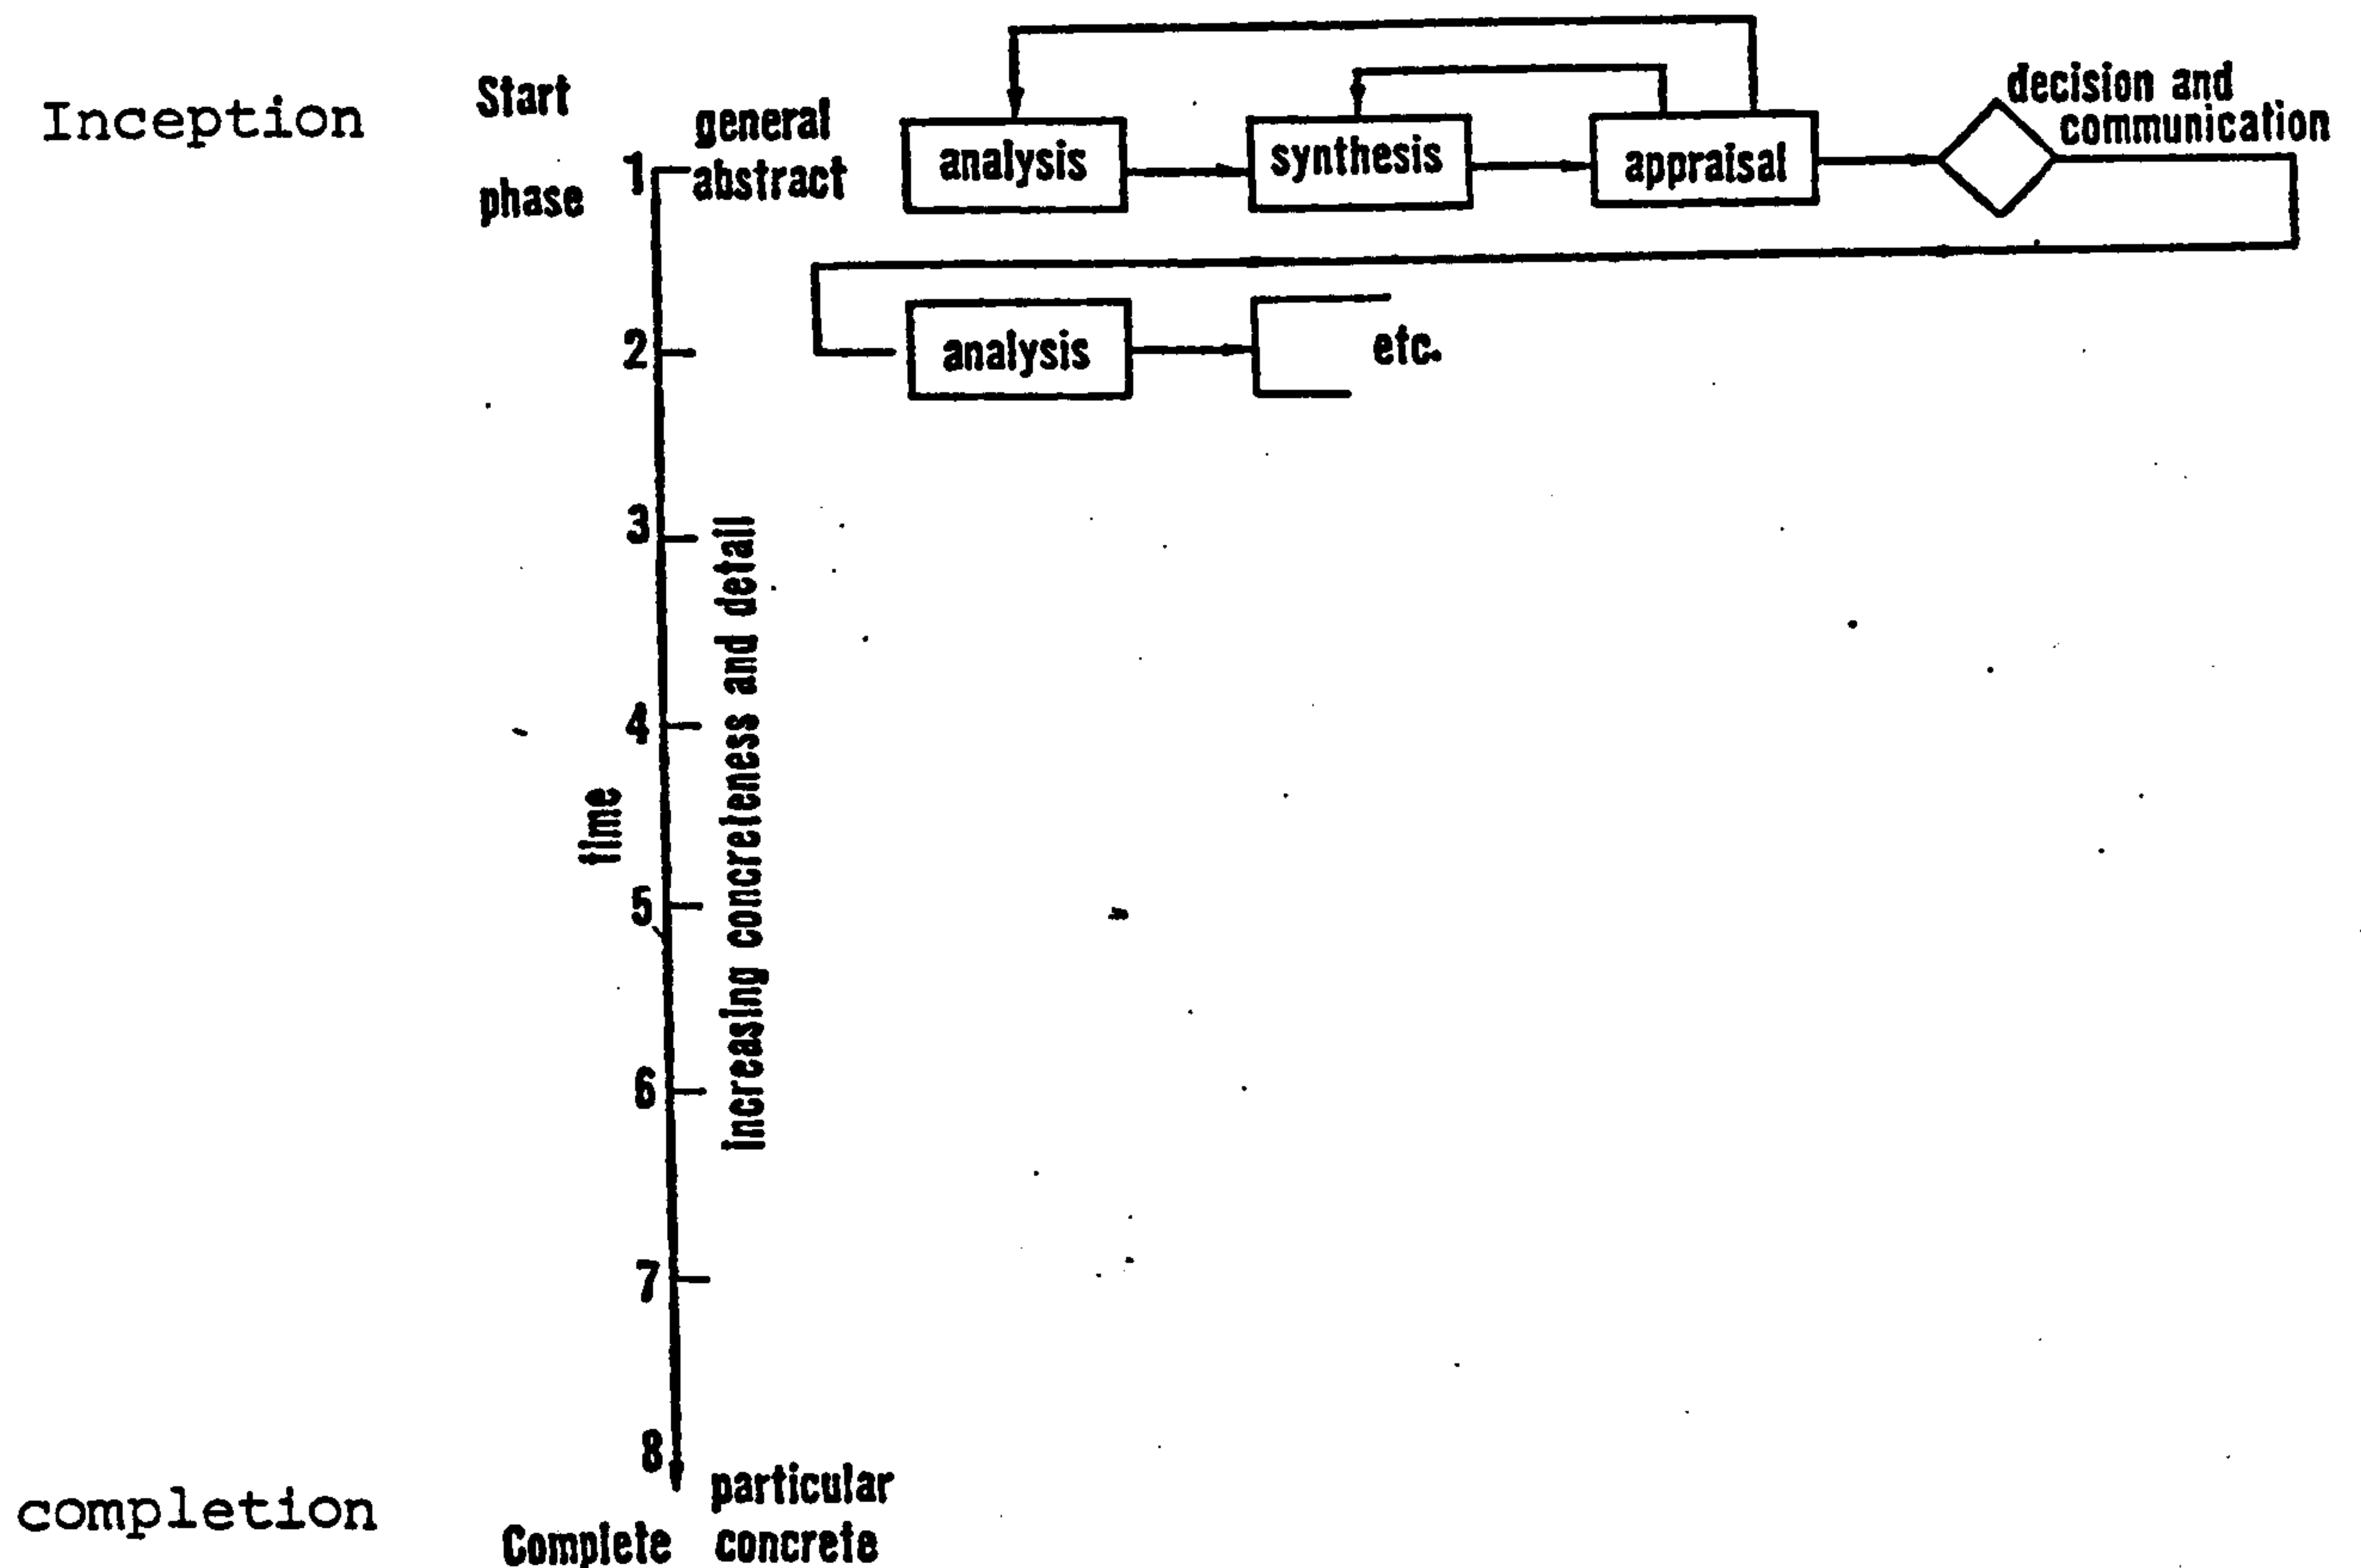 Inception
Start
phase
general
abstract
analysis
synthesis
appraisal
decision and
communication
1
2
analysis
etc.
3
4
5
6
7
8
time
increasing concreteness and detail
completion
Complete
particular
concrete